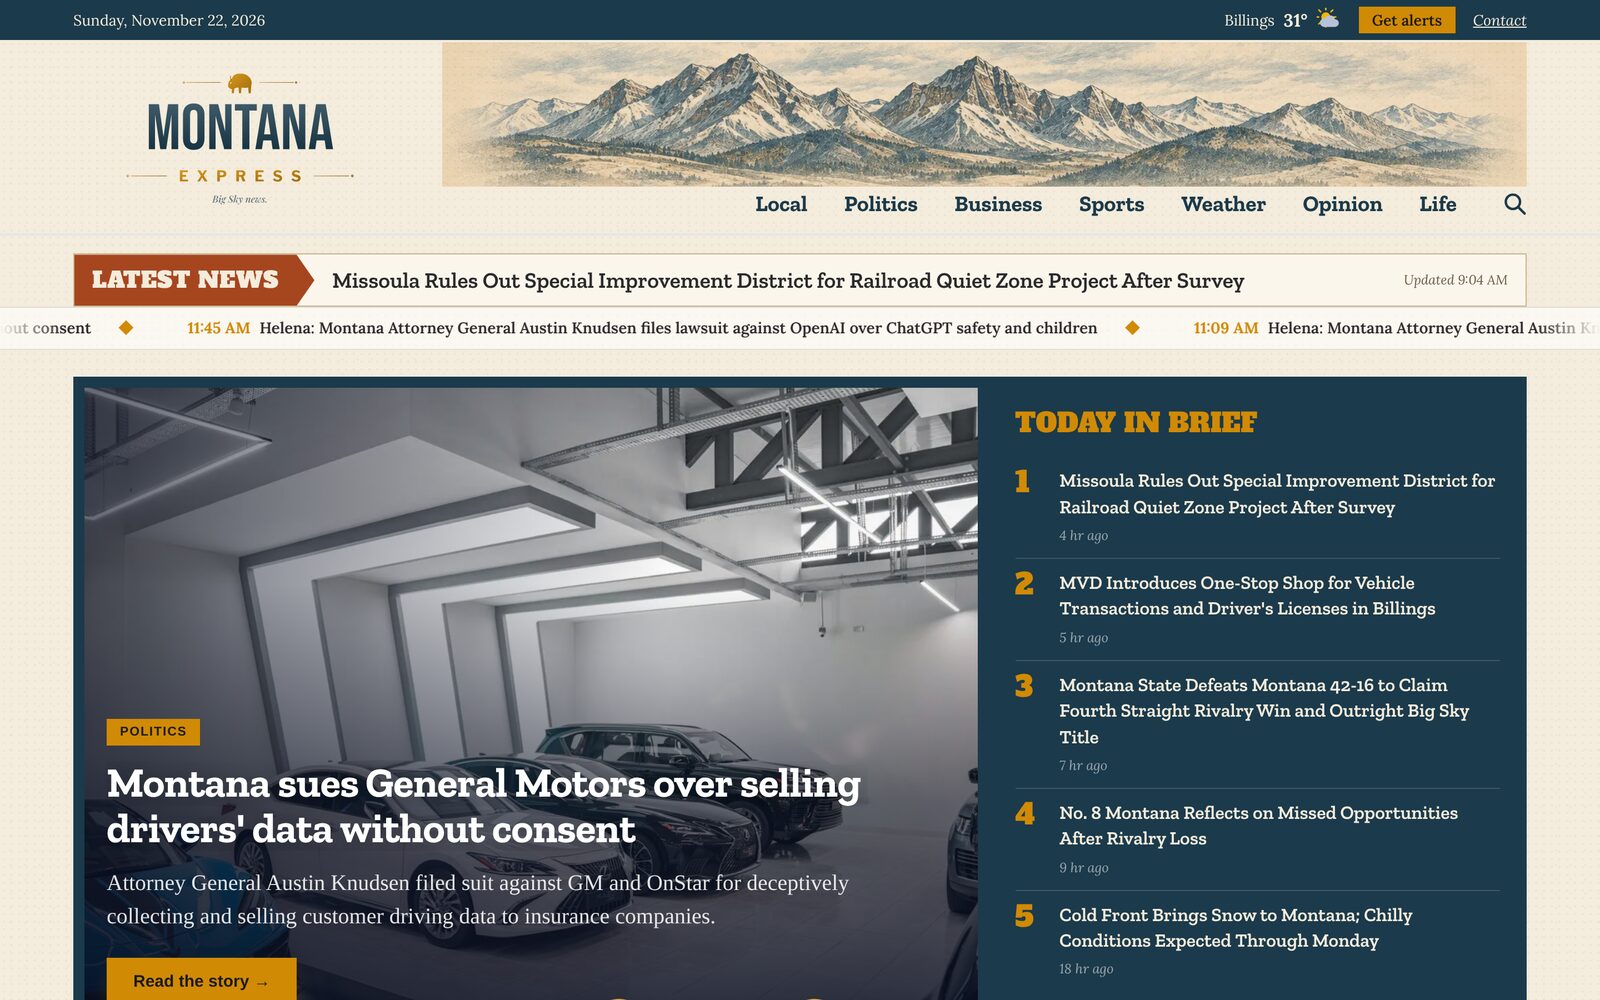 Sunday, November 22, 2026
Billings 31° Get alerts Contact
MONTANA
EXPRESS
Big Sky news.
Local Politics Business Sports Weather Opinion Life
LATEST NEWS Missoula Rules Out Special Improvement District for Railroad Quiet Zone Project After Survey Updated 9:04 AM
out consent ◆ 11:45 AM Helena: Montana Attorney General Austin Knudsen files lawsuit against OpenAI over ChatGPT safety and children ◆ 11:09 AM Helena: Montana Attorney General Austin
POLITICS
Montana sues General Motors over selling
drivers' data without consent
Attorney General Austin Knudsen filed suit against GM and OnStar for deceptively
collecting and selling customer driving data to insurance companies.
Read the story →
TODAY IN BRIEF
1 Missoula Rules Out Special Improvement District for
Railroad Quiet Zone Project After Survey
4 hr ago
2 MVD Introduces One-Stop Shop for Vehicle
Transactions and Driver's Licenses in Billings
5 hr ago
3 Montana State Defeats Montana 42-16 to Claim
Fourth Straight Rivalry Win and Outright Big Sky
Title
7 hr ago
4 No. 8 Montana Reflects on Missed Opportunities
After Rivalry Loss
9 hr ago
5 Cold Front Brings Snow to Montana; Chilly
Conditions Expected Through Monday
18 hr ago